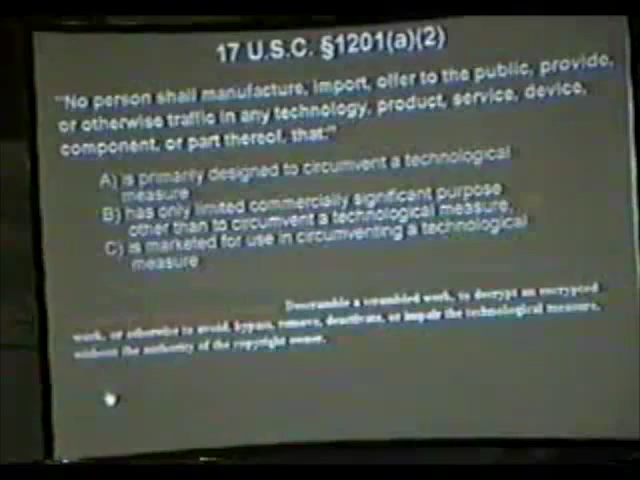 17 U.S.C. §1201(a)(2)
"No person shall manufacture, import, offer to the public, provide,
or otherwise traffic in any technology, product, service, device,
component, or part thereof, that:"
A) is primarily designed to circumvent a technological
measure
B) has only limited commercially significant purpose
other than to circumvent a technological measure,
C) is marketed for use in circumventing a technological
measure
Descramble a scrambled work, to decrypt an encrypted
work, or otherwise to avoid, bypass, remove, deactivate, or impair the technological measure,
without the authority of the copyright owner.